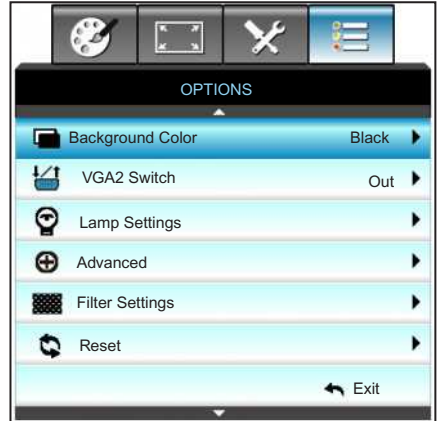 OPTIONS
Background Color Black
VGA2 Switch Out
Lamp Settings
Advanced
Filter Settings
Reset
Exit